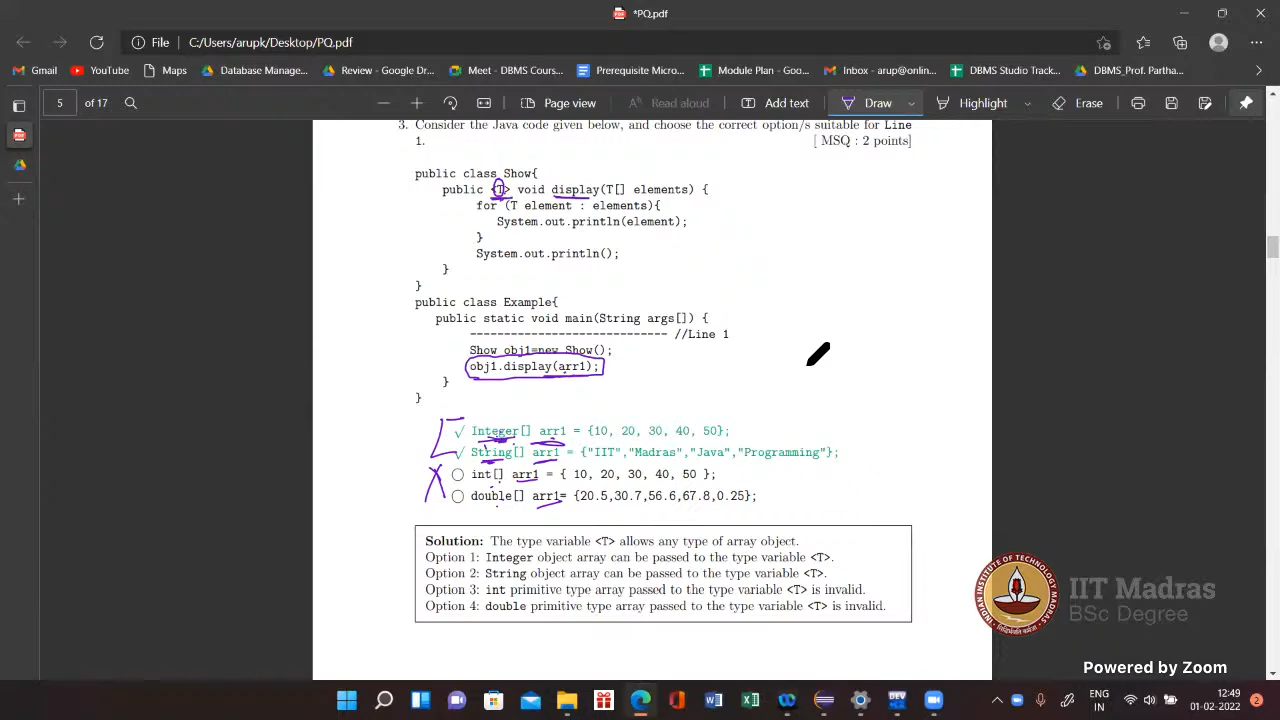 *PQ.pdf
File C:/Users/arupk/Desktop/PQ.pdf
Gmail YouTube Maps Database Manage... Review - Google Dr... Meet - DBMS Cours... Prerequisite Micro... Module Plan - Goo... Inbox - arup@onlin... DBMS Studio Track... DBMS_Prof. Partha...
5 of 17 Page view Read aloud Add text Draw Highlight Erase
3. Consider the Java code given below, and choose the correct option/s suitable for Line
1. [ MSQ : 2 points]
public class Show{
public <T> void display(T[] elements) {
for (T element : elements){
System.out.println(element);
}
System.out.println();
}
}
public class Example{
public static void main(String args[]) {
---------------------------- //Line 1
Show obj1=new Show();
obj1.display(arr1);
}
}
√ Integer[] arr1 = {10, 20, 30, 40, 50};
√ String[] arr1 = {"IIT","Madras","Java","Programming"};
○ int[] arr1 = { 10, 20, 30, 40, 50 };
○ double[] arr1= {20.5,30.7,56.6,67.8,0.25};
Solution: The type variable <T> allows any type of array object.
Option 1: Integer object array can be passed to the type variable <T>.
Option 2: String object array can be passed to the type variable <T>.
Option 3: int primitive type array passed to the type variable <T> is invalid.
Option 4: double primitive type array passed to the type variable <T> is invalid.
IIT Madras
BSc Degree
Powered by Zoom
ENG
IN
12:49
01-02-2022
2